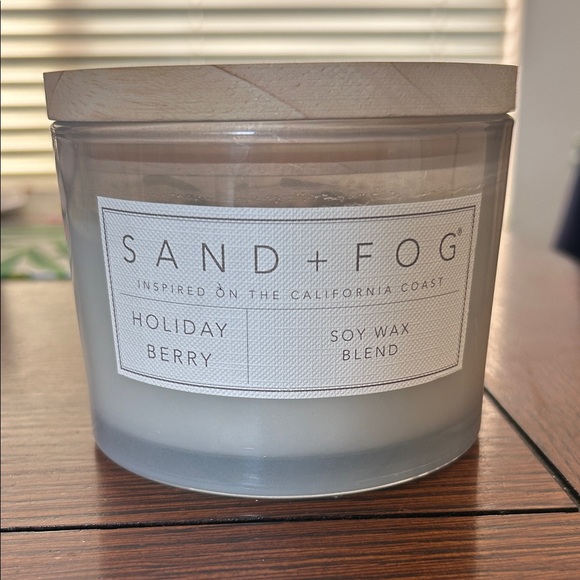 SAND + FOG®
INSPIRED ON THE CALIFORNIA COAST
HOLIDAY
BERRY
SOY WAX
BLEND